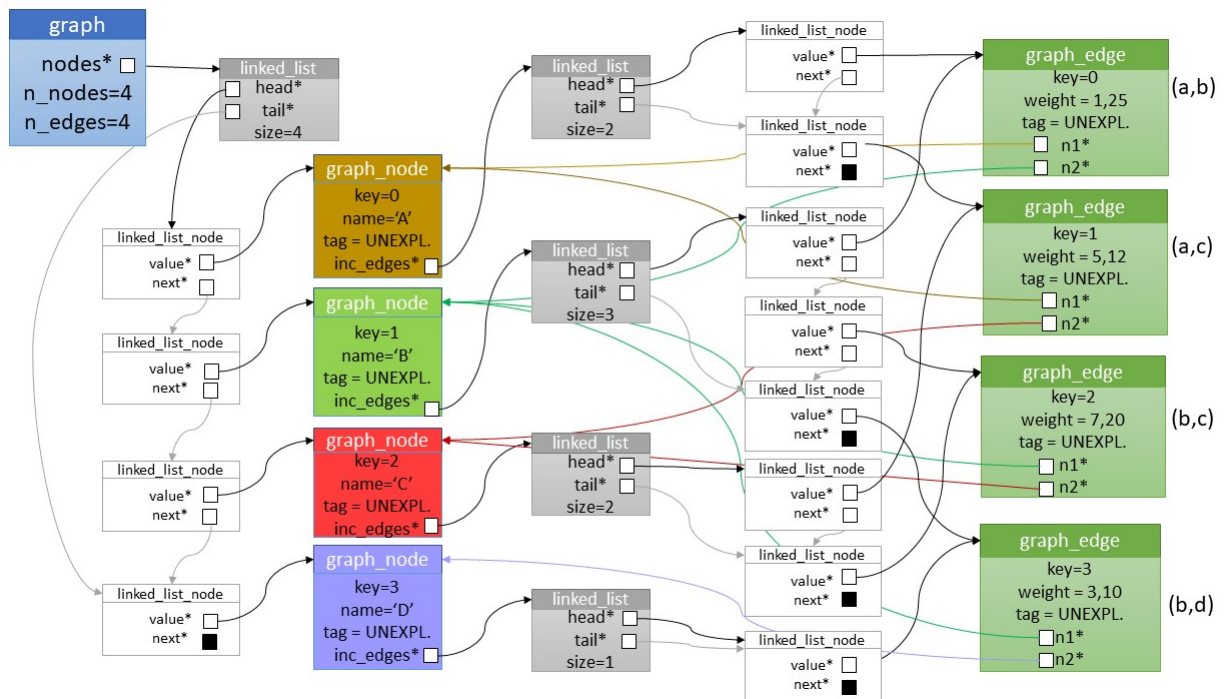 graph
nodes*
n_nodes=4
n_edges=4
linked_list
head*
tail*
size=4
linked_list_node
value*
next*
linked_list_node
value*
next*
linked_list_node
value*
next*
linked_list_node
value*
next*
graph_node
key=0
name=‘A’
tag = UNEXPL.
inc_edges*
graph_node
key=1
name=‘B’
tag = UNEXPL.
inc_edges*
graph_node
key=2
name=‘C’
tag = UNEXPL.
inc_edges*
graph_node
key=3
name=‘D’
tag = UNEXPL.
inc_edges*
linked_list
head*
tail*
size=2
linked_list
head*
tail*
size=3
linked_list
head*
tail*
size=2
linked_list
head*
tail*
size=1
linked_list_node
value*
next*
linked_list_node
value*
next*
linked_list_node
value*
next*
linked_list_node
value*
next*
linked_list_node
value*
next*
linked_list_node
value*
next*
linked_list_node
value*
next*
linked_list_node
value*
next*
graph_edge
key=0
weight = 1,25
tag = UNEXPL.
n1*
n2*
(a,b)
graph_edge
key=1
weight = 5,12
tag = UNEXPL.
n1*
n2*
(a,c)
graph_edge
key=2
weight = 7,20
tag = UNEXPL.
n1*
n2*
(b,c)
graph_edge
key=3
weight = 3,10
tag = UNEXPL.
n1*
n2*
(b,d)